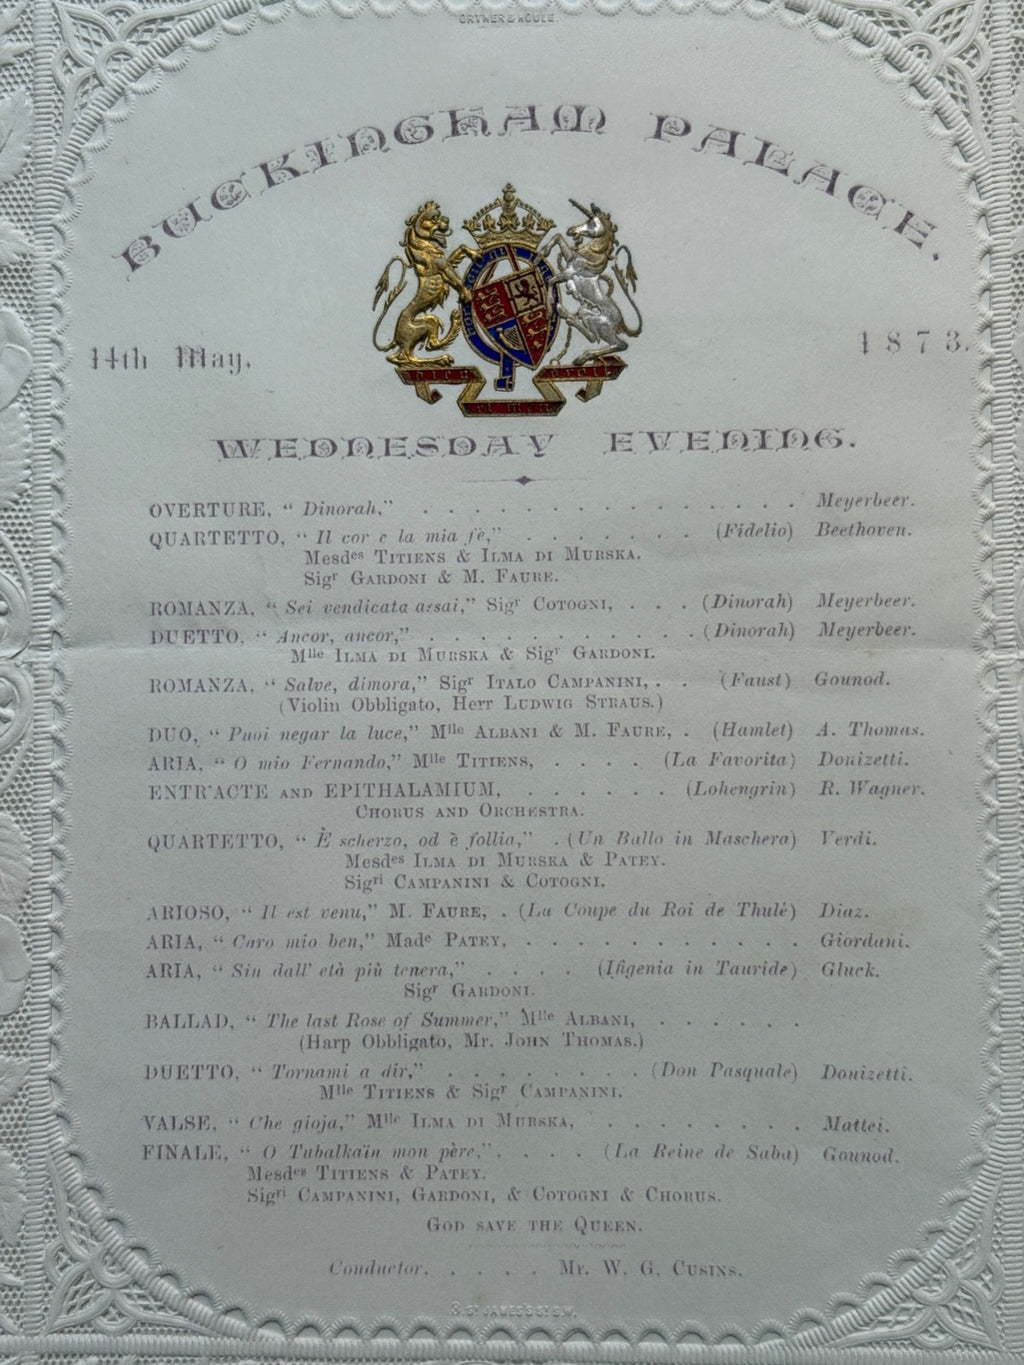 ORTNER & HOULE.
BUCKINGHAM PALACE.
14th May, 1873.
WEDNESDAY EVENING.
OVERTURE, “ Dinorah,” . . . . . . . . . . . . . . . . Meyerbeer.
QUARTETTO, “ Il cor e la mia fe,” . . . . . . . . (Fidelio) Beethoven.
Mesdes TITIENS & ILMA DI MURSKA.
Sigr GARDONI & M. FAURE.
ROMANZA, “ Sei vendicata assai,” Sigr COTOGNI, . . . (Dinorah) Meyerbeer.
DUETTO, “ Ancor, ancor,” . . . . . . . . . . . . (Dinorah) Meyerbeer.
Mlle ILMA DI MURSKA & Sigr GARDONI.
ROMANZA, “ Salve, dimora,” Sigr ITALO CAMPANINI, . . (Faust) Gounod.
(Violin Obbligato, Herr LUDWIG STRAUS.)
DUO, “ Puoi negar la luce,” Mlle ALBANI & M. FAURE, . (Hamlet) A. Thomas.
ARIA, “ O mio Fernando,” Mlle TITIENS, . . . . (La Favorita) Donizetti.
ENTR'ACTE AND EPITHALAMIUM, . . . . . . (Lohengrin) R. Wagner.
CHORUS AND ORCHESTRA.
QUARTETTO, “ È scherzo, od è follia,” . (Un Ballo in Maschera) Verdi.
Mesdes ILMA DI MURSKA & PATEY.
Sigri CAMPANINI & COTOGNI.
ARIOSO, “ Il est venu,” M. FAURE, . (La Coupe du Roi de Thulé) Diaz.
ARIA, “ Caro mio ben,” Made PATEY, . . . . . . . . . . . . Giordani.
ARIA, “ Sin dall' età più tenera,” . . . . (Ifigenia in Tauride) Gluck.
Sigr GARDONI.
BALLAD, “ The last Rose of Summer,” Mlle ALBANI, . . . . . .
(Harp Obbligato, Mr. JOHN THOMAS.)
DUETTO, “ Tornami a dir,” . . . . . . . . (Don Pasquale) Donizetti.
Mlle TITIENS & Sigr CAMPANINI.
VALSE, “ Che gioja,” Mlle ILMA DI MURSKA, . . . . . . . . . Mattei.
FINALE, “ O Tubalkaïn mon père,” . . . . (La Reine de Saba) Gounod.
Mesdes TITIENS & PATEY.
Sigri CAMPANINI, GARDONI, & COTOGNI & CHORUS.
GOD SAVE THE QUEEN.
Conductor, . . . . Mr. W. G. CUSINS.
3, ST JAMES'S ST S.W.